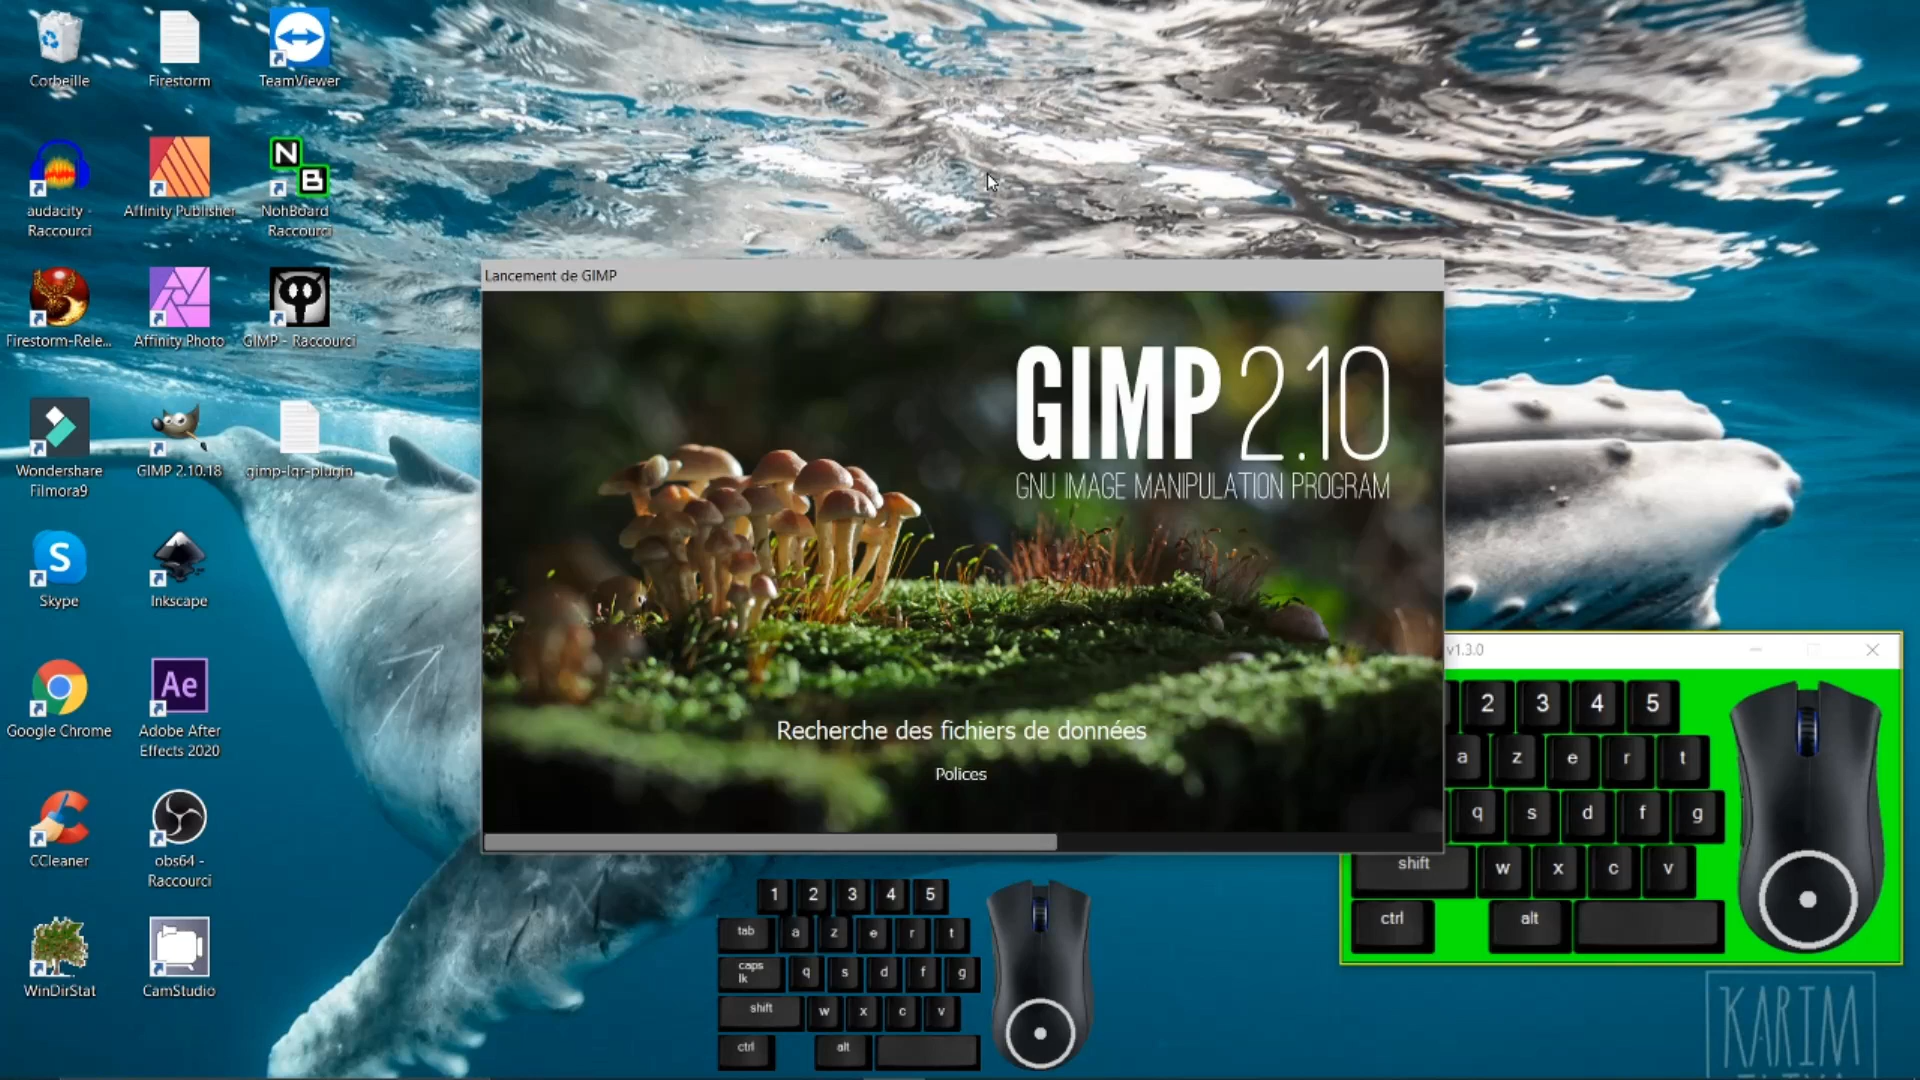 Corbeille
Firestorm
TeamViewer
audacity -
Raccourci
Affinity Publisher
N
B
NohBoard
Raccourci
Firestorm-Rele...
Affinity Photo
GIMP - Raccourci
Wondershare
Filmora9
GIMP 2.10.18
gimp-lqr-plugin
S
Skype
Inkscape
Google Chrome
Ae
Adobe After
Effects 2020
CCleaner
obs64 -
Raccourci
WinDirStat
CamStudio
Lancement de GIMP
GIMP 2.10
GNU IMAGE MANIPULATION PROGRAM
Recherche des fichiers de données
Polices
v1.3.0
2 3 4 5
a z e r t
q s d f g
shift w x c v
ctrl alt
1 2 3 4 5
tab a z e r t
caps
lk q s d f g
shift w x c v
ctrl alt
KARIM